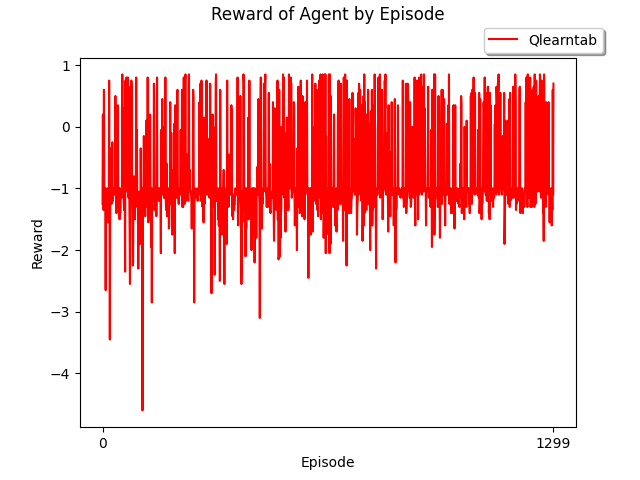 Reward of Agent by Episode
Qlearntab
1
0
−1
−2
−3
−4
Reward
0
1299
Episode